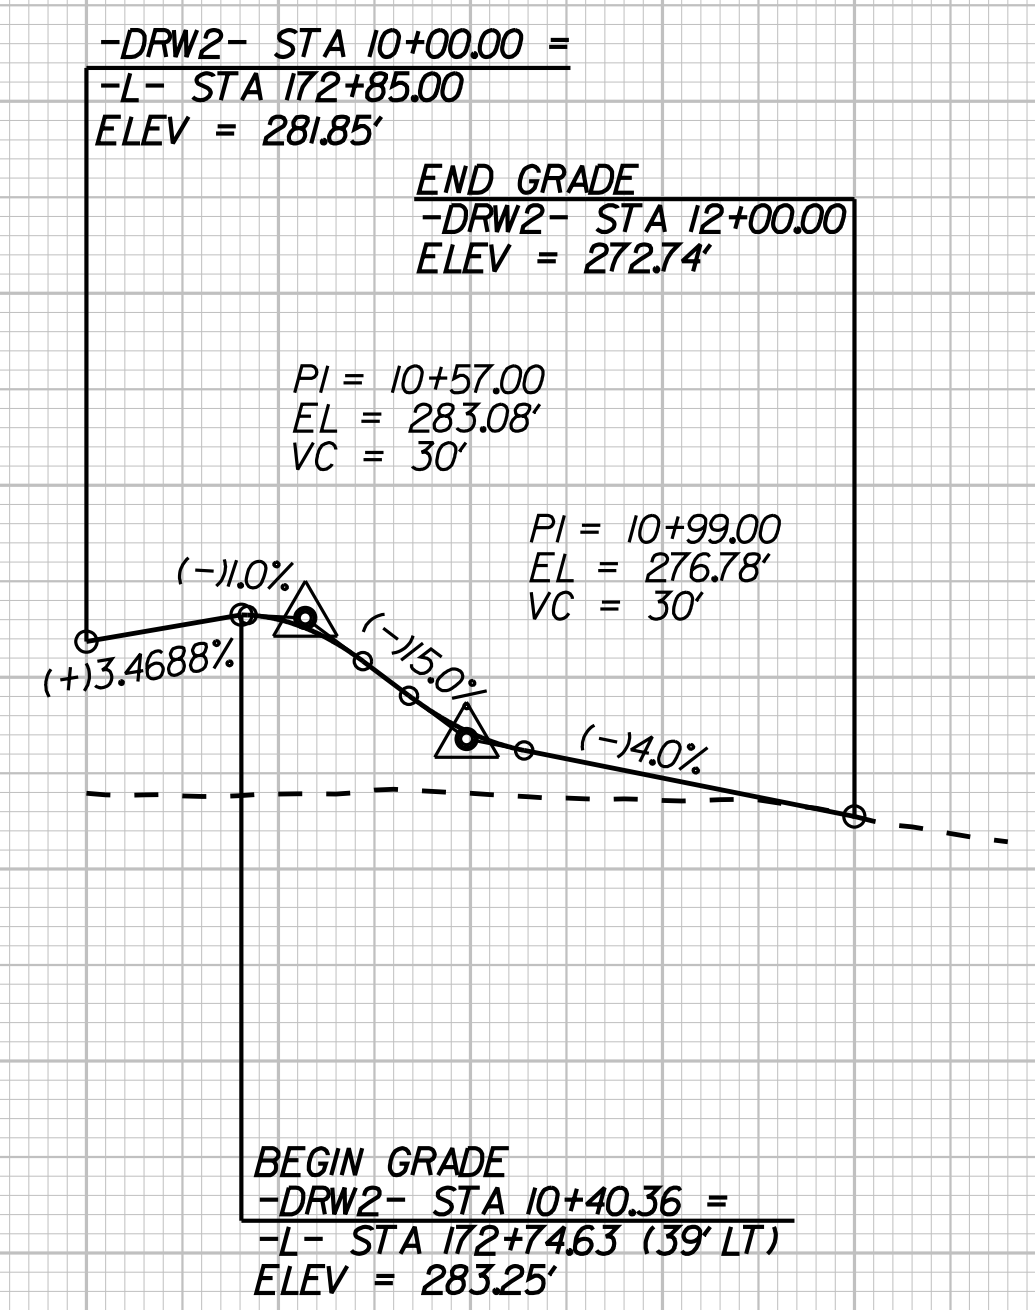 -DRW2- STA 10+00.00 =
-L- STA 172+85.00
ELEV = 281.85'
END GRADE
-DRW2- STA 12+00.00
ELEV = 272.74'
PI = 10+57.00
EL = 283.08'
VC = 30'
PI = 10+99.00
EL = 276.78'
VC = 30'
(-)1.0%
(+)3.4688%
(-)15.0%
(-)4.0%
BEGIN GRADE
-DRW2- STA 10+40.36 =
-L- STA 172+74.63 (39' LT)
ELEV = 283.25'